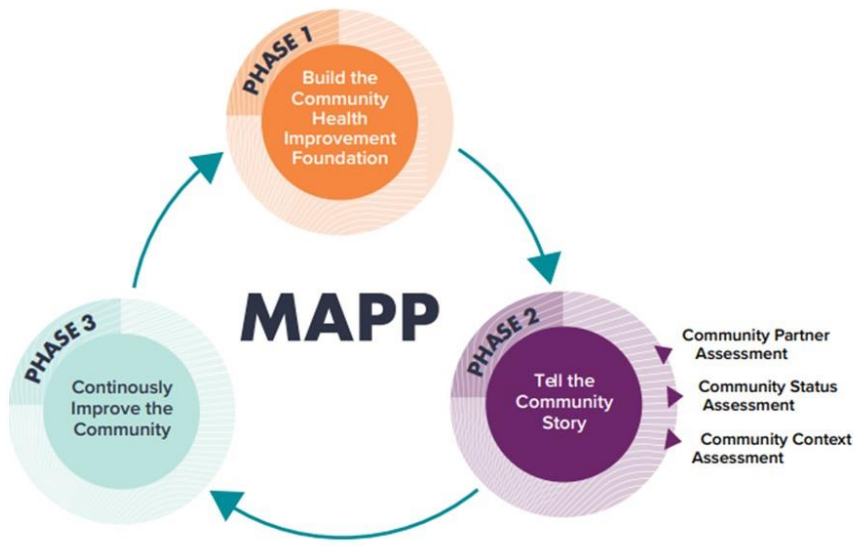 PHASE 1
Build the
Community
Health
Improvement
Foundation
MAPP
PHASE 2
Tell the
Community
Story
Community Partner
Assessment
Community Status
Assessment
Community Context
Assessment
PHASE 3
Continously
Improve the
Community